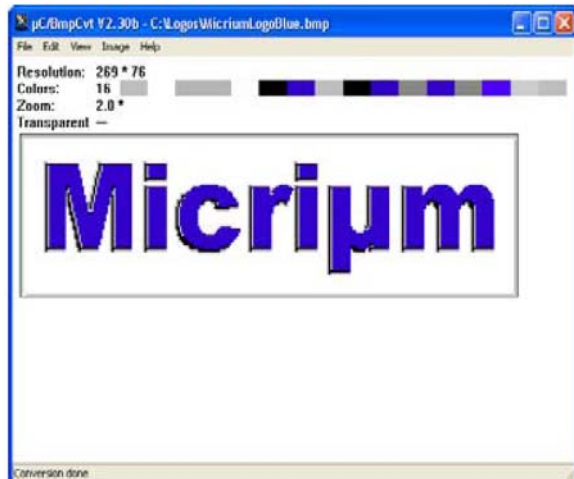 µC/BmpCvt V2.30b - C:\Logos\MicriumLogoBlue.bmp
File Edit View Image Help
Resolution: 269 * 76
Colors: 16
Zoom: 2.0 *
Transparent —
Micriµm
Conversion done